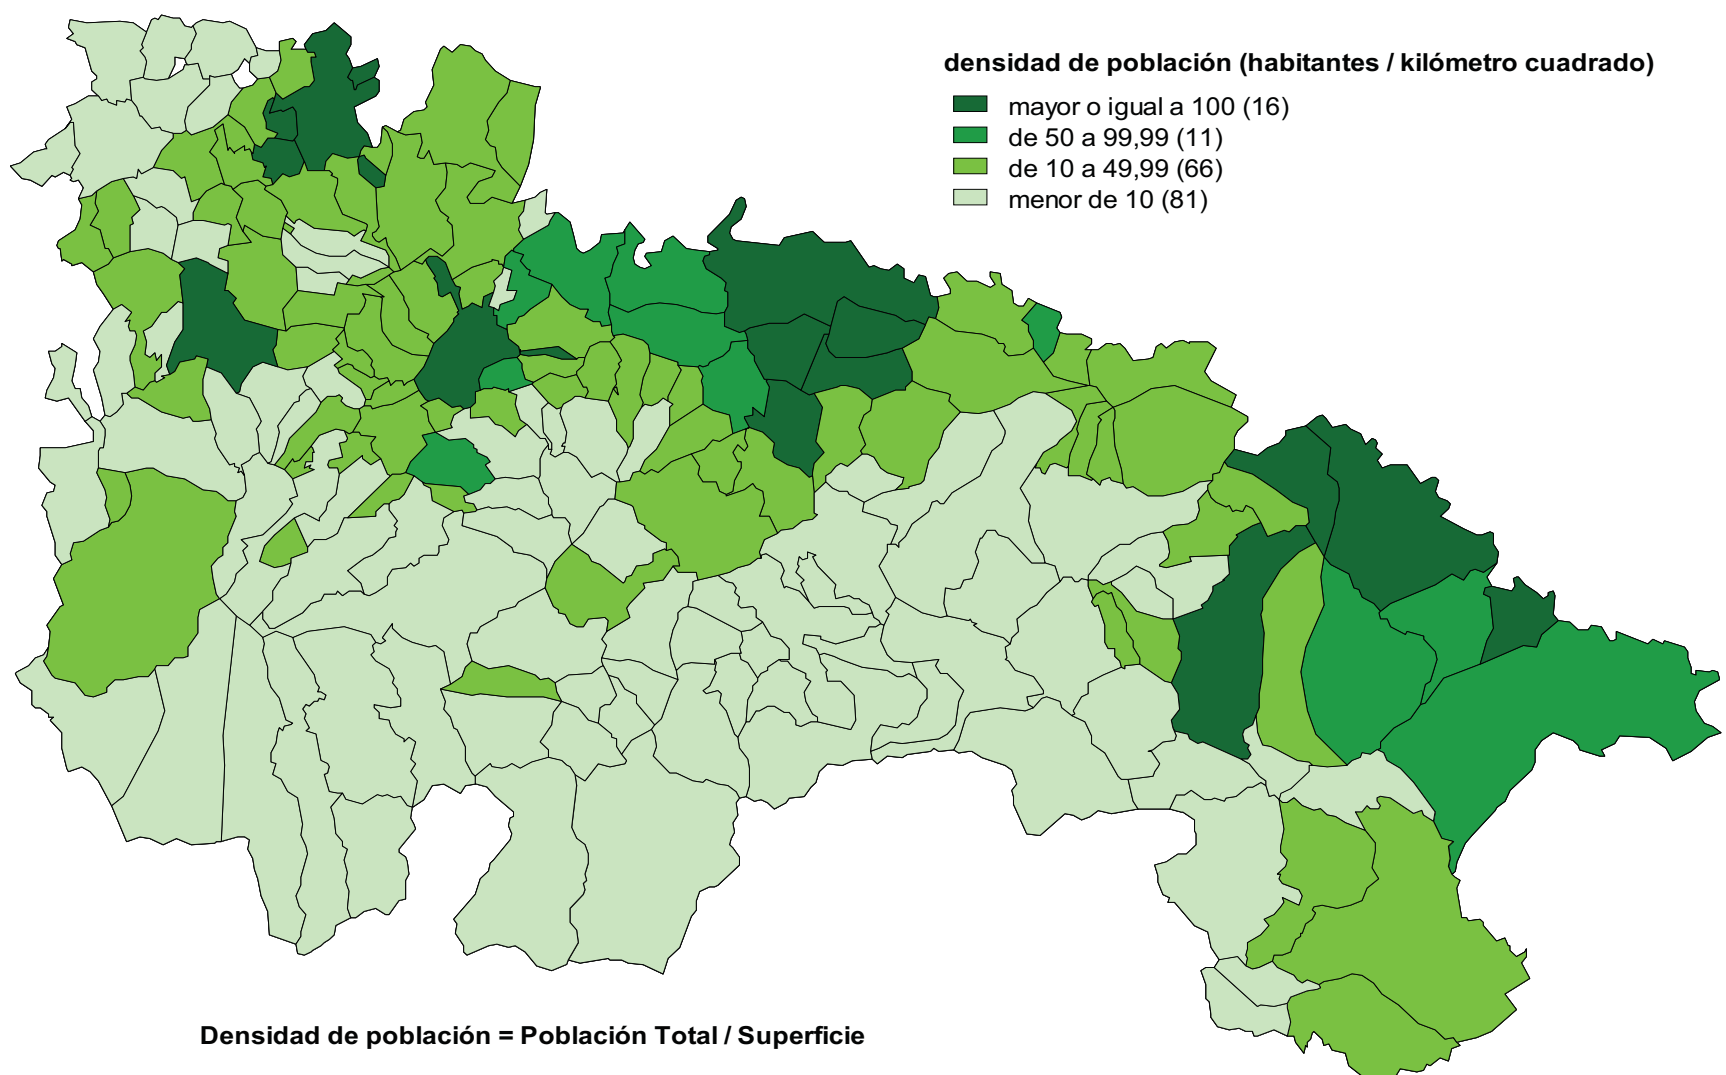 densidad de población (habitantes / kilómetro cuadrado)
mayor o igual a 100 (16)
de 50 a 99,99 (11)
de 10 a 49,99 (66)
menor de 10 (81)
Densidad de población = Población Total / Superficie